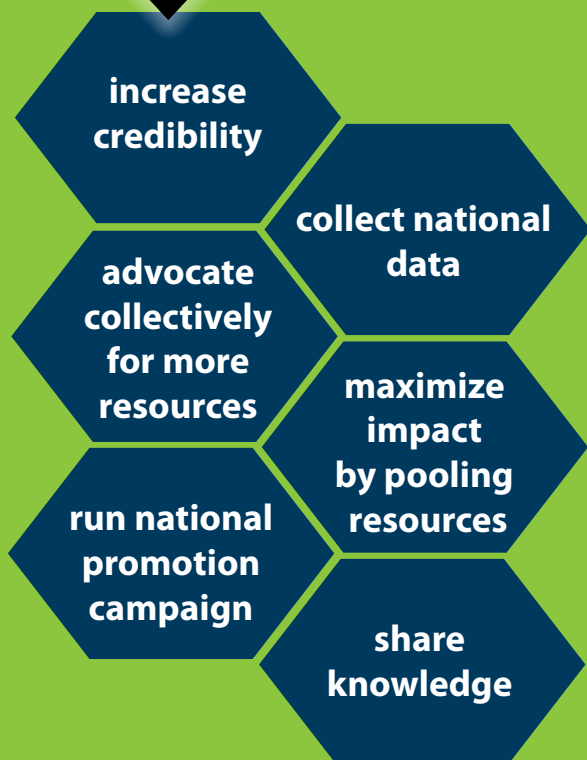 increase
credibility
collect national
data
advocate
collectively
for more
resources
maximize
impact
by pooling
resources
run national
promotion
campaign
share
knowledge